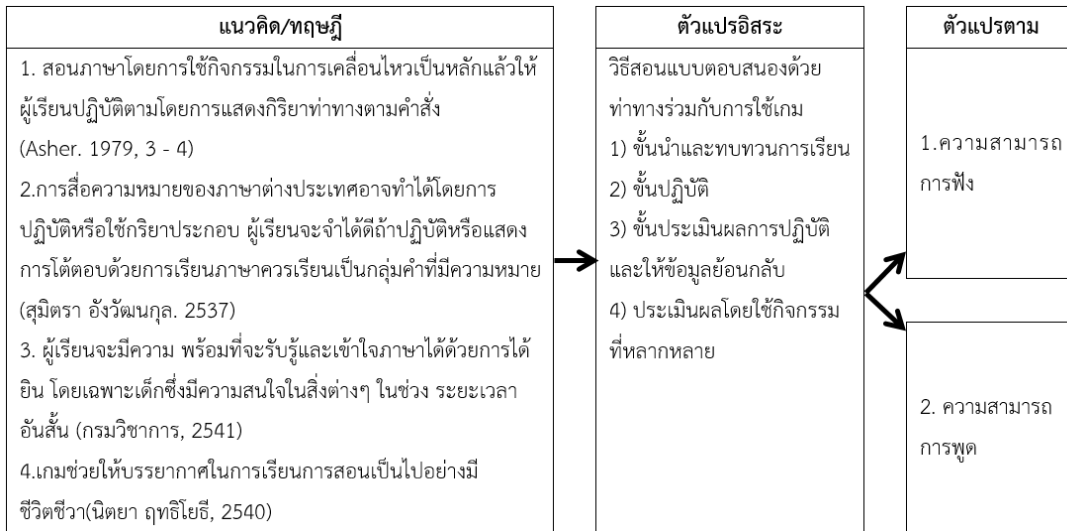 แนวคิด/ทฤษฎี
1. สอนภาษาโดยการใช้กิจกรรมในการเคลื่อนไหวเป็นหลักแล้วให้
ผู้เรียนปฏิบัติตามโดยการแสดงกิริยาท่าทางตามคำสั่ง
(Asher. 1979, 3 - 4)
2.การสื่อความหมายของภาษาต่างประเทศอาจทำได้โดยการ
ปฏิบัติหรือใช้กริยาประกอบ ผู้เรียนจะจำได้ดีถ้าปฏิบัติหรือแสดง
การโต้ตอบด้วยการเรียนภาษาควรเรียนเป็นกลุ่มคำที่มีความหมาย
(สุมิตรา อังวัฒนกุล. 2537)
3. ผู้เรียนจะมีความ พร้อมที่จะรับรู้และเข้าใจภาษาได้ด้วยการได้
ยิน โดยเฉพาะเด็กซึ่งมีความสนใจในสิ่งต่างๆ ในช่วง ระยะเวลา
อันสั้น (กรมวิชาการ, 2541)
4.เกมช่วยให้บรรยากาศในการเรียนการสอนเป็นไปอย่างมี
ชีวิตชีวา(นิตยา ฤทธิโยธี, 2540)
ตัวแปรอิสระ
วิธีสอนแบบตอบสนองด้วย
ท่าทางร่วมกับการใช้เกม
1) ขั้นนำและทบทวนการเรียน
2) ขั้นปฏิบัติ
3) ขั้นประเมินผลการปฏิบัติ
และให้ข้อมูลย้อนกลับ
4) ประเมินผลโดยใช้กิจกรรม
ที่หลากหลาย
ตัวแปรตาม
1.ความสามารถ
การฟัง
2. ความสามารถ
การพูด